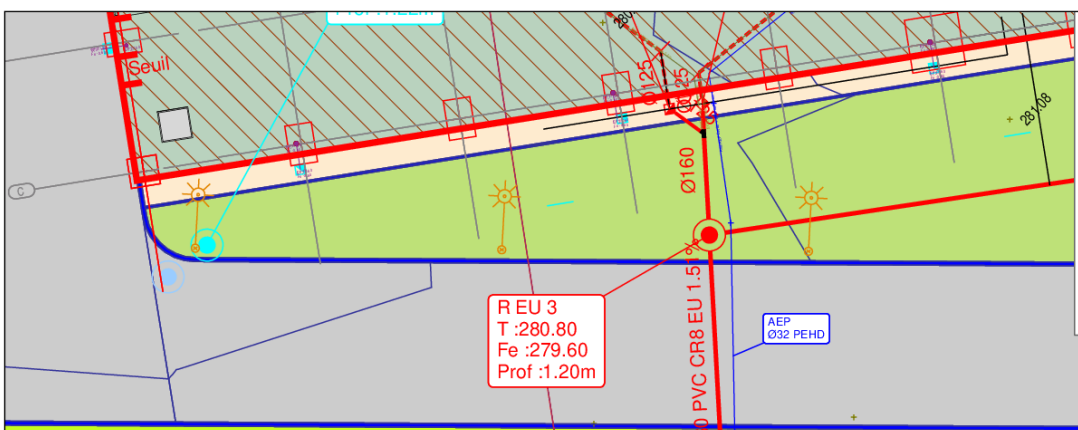 Seuil
C
Ø125
Ø160
281.08
R EU 3
T :280.80
Fe :279.60
Prof :1.20m
PVC CR8 EU 1.51%
AEP
Ø32 PEHD